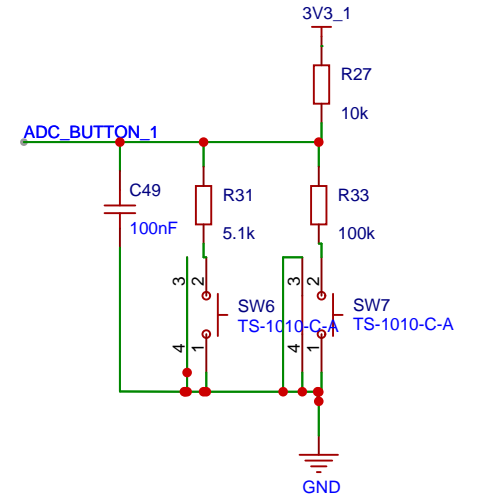 3V3_1
R27
10k
ADC_BUTTON_1
C49
100nF
R31
5.1k
R33
100k
3
2
3
2
SW6
TS-1010-C-A
SW7
TS-1010-C-A
4
1
4
1
GND